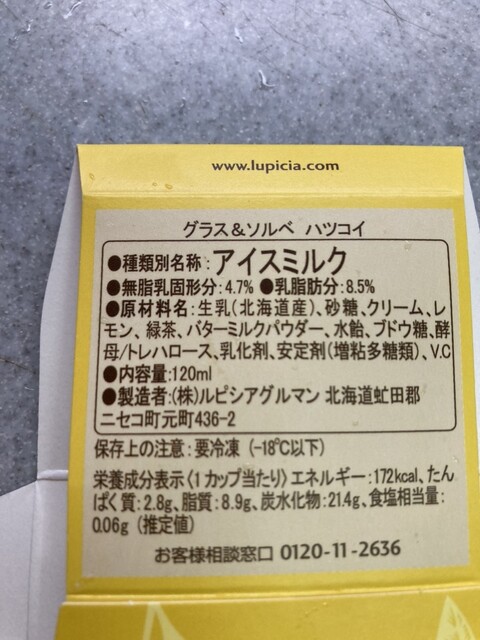 www.lupicia.com
グラス&ソルベ ハツコイ
●種類別名称:アイスミルク
●無脂乳固形分:4.7% ●乳脂肪分:8.5%
●原材料名:生乳(北海道産)、砂糖、クリーム、レ
モン、緑茶、バターミルクパウダー、水飴、ブドウ糖、酵
母/トレハロース、乳化剤、安定剤(増粘多糖類)、V.C
●内容量:120ml
●製造者:(株)ルピシアグルマン 北海道虻田郡
ニセコ町元町436-2
保存上の注意:要冷凍 (-18℃以下)
栄養成分表示〈1カップ当たり〉エネルギー:172kcal、たん
ぱく質:2.8g、脂質:8.9g、炭水化物:21.4g、食塩相当量:
0.06g (推定値)
お客様相談窓口 0120-11-2636